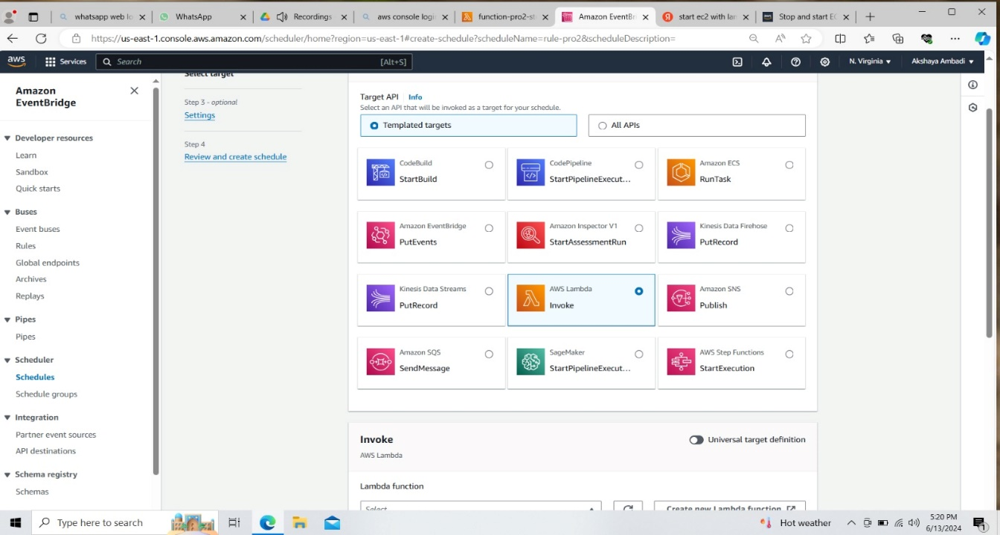 whatsapp web lo
WhatsApp
Recordings
aws console logi
function-pro2-st
Amazon EventBr
start ec2 with lam
Stop and start EC
https://us-east-1.console.aws.amazon.com/scheduler/home?region=us-east-1#create-schedule?scheduleName=rule-pro2&scheduleDescription=
aws
Services
Search
[Alt+S]
N. Virginia
Akshaya Ambadi
Amazon
EventBridge
Developer resources
Learn
Sandbox
Quick starts
Buses
Event buses
Rules
Global endpoints
Archives
Replays
Pipes
Pipes
Scheduler
Schedules
Schedule groups
Integration
Partner event sources
API destinations
Schema registry
Schemas
Select target
Step 3 - optional
Settings
Step 4
Review and create schedule
Target API Info
Select an API that will be invoked as a target for your schedule.
Templated targets
All APIs
CodeBuild
StartBuild
CodePipeline
StartPipelineExecut...
Amazon ECS
RunTask
Amazon EventBridge
PutEvents
Amazon Inspector V1
StartAssessmentRun
Kinesis Data Firehose
PutRecord
Kinesis Data Streams
PutRecord
AWS Lambda
Invoke
Amazon SNS
Publish
Amazon SQS
SendMessage
SageMaker
StartPipelineExecut...
AWS Step Functions
StartExecution
Invoke
AWS Lambda
Universal target definition
Lambda function
Select
Create new Lambda function
Type here to search
Hot weather
5:20 PM
6/13/2024
1